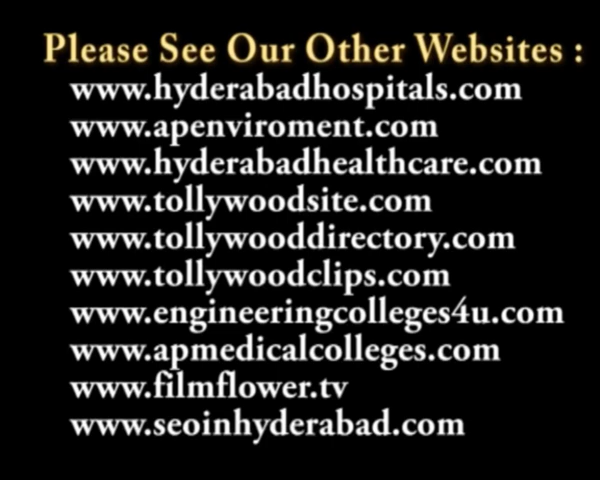 Please See Our Other Websites :
www.hyderabadhospitals.com
www.apenviroment.com
www.hyderabadhealthcare.com
www.tollywoodsite.com
www.tollywooddirectory.com
www.tollywoodclips.com
www.engineeringcolleges4u.com
www.apmedicalcolleges.com
www.filmflower.tv
www.seoinhyderabad.com